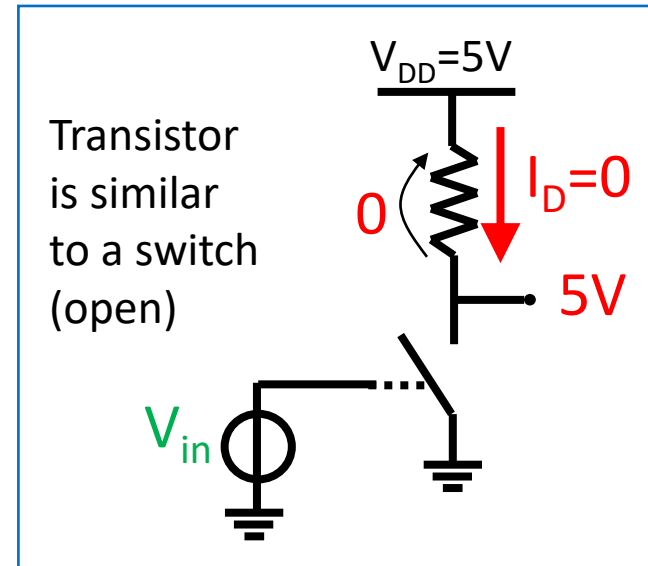 V_DD=5V
Transistor
is similar
to a switch
(open)
I_D=0
0
5V
V_in